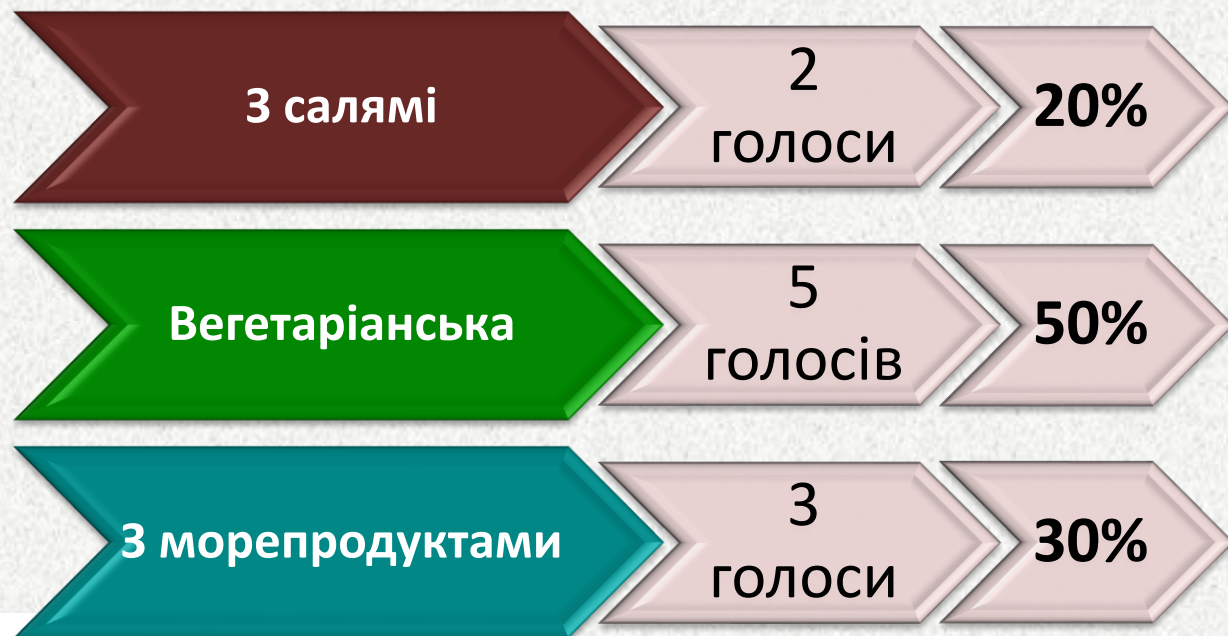 З салямі
2
голоси
20%
Вегетаріанська
5
голосів
50%
З морепродуктами
3
голоси
30%